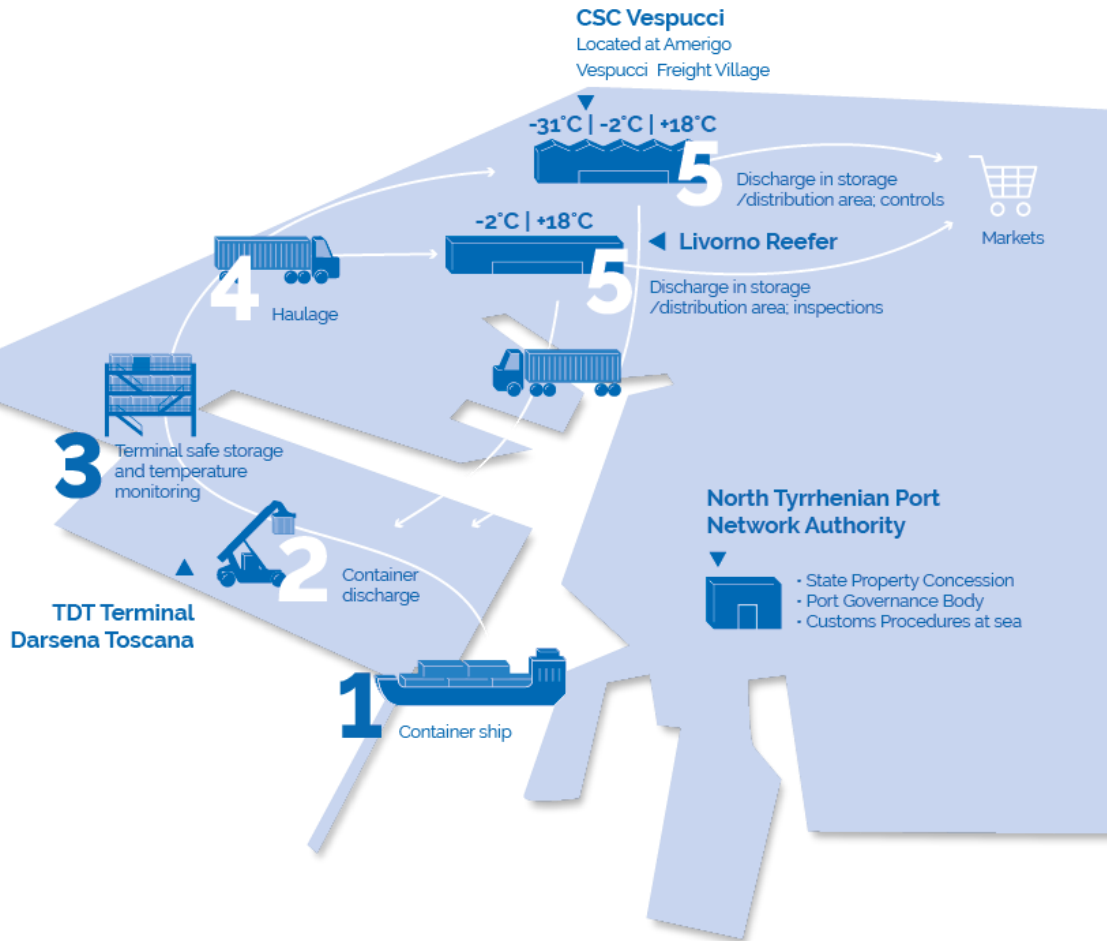 CSC Vespucci
Located at Amerigo
Vespucci Freight Village
-31°C | -2°C | +18°C
5
Discharge in storage
/distribution area; controls
Markets
-2°C | +18°C
Livorno Reefer
5
Discharge in storage
/distribution area; inspections
4
Haulage
3
Terminal safe storage
and temperature
monitoring
2
Container
discharge
TDT Terminal
Darsena Toscana
1
Container ship
North Tyrrhenian Port
Network Authority
• State Property Concession
• Port Governance Body
• Customs Procedures at sea